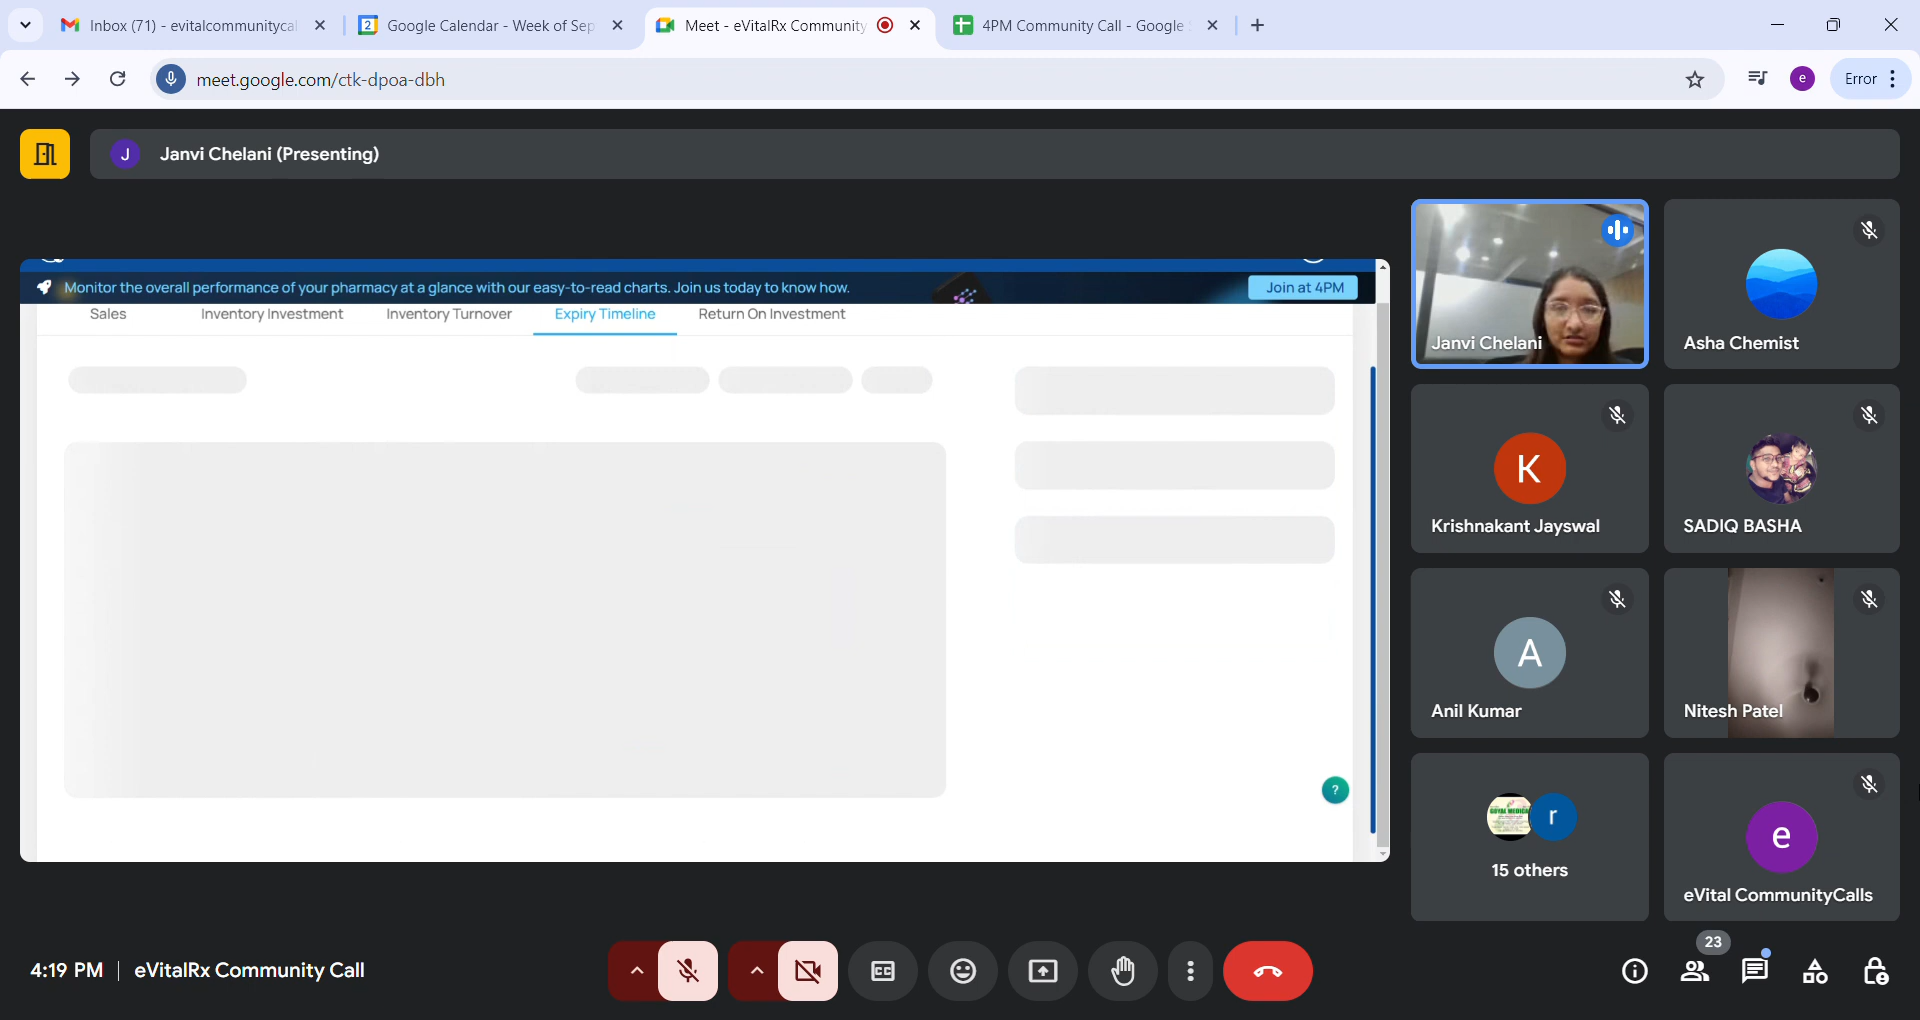 Inbox (71) - evitalcommunitycal
Google Calendar - Week of Sep
Meet - eVitalRx Community
4PM Community Call - Google S
meet.google.com/ctk-dpoa-dbh
e
Error
J
Janvi Chelani (Presenting)
Monitor the overall performance of your pharmacy at a glance with our easy-to-read charts. Join us today to know how.
Join at 4PM
Sales
Inventory Investment
Inventory Turnover
Expiry Timeline
Return On Investment
?
Janvi Chelani
Asha Chemist
K
Krishnakant Jayswal
SADIQ BASHA
A
Anil Kumar
Nitesh Patel
GOYAL MEDICAL
r
15 others
e
eVital CommunityCalls
4:19 PM
eVitalRx Community Call
CC
23